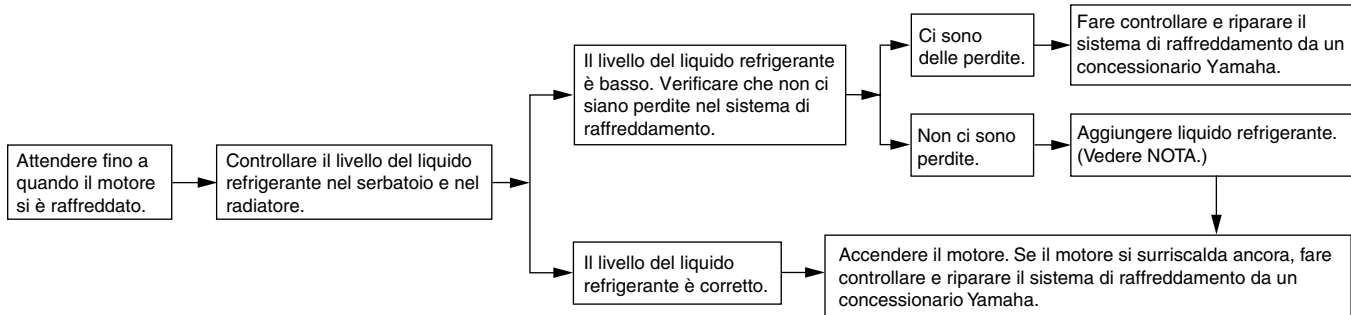 Attendere fino a
quando il motore
si è raffreddato.
Controllare il livello del liquido
refrigerante nel serbatoio e nel
radiatore.
Il livello del liquido refrigerante
è basso. Verificare che non ci
siano perdite nel sistema di
raffreddamento.
Ci sono
delle perdite.
Fare controllare e riparare il
sistema di raffreddamento da un
concessionario Yamaha.
Non ci sono
perdite.
Aggiungere liquido refrigerante.
(Vedere NOTA.)
Il livello del liquido
refrigerante è corretto.
Accendere il motore. Se il motore si surriscalda ancora, fare
controllare e riparare il sistema di raffreddamento da un
concessionario Yamaha.